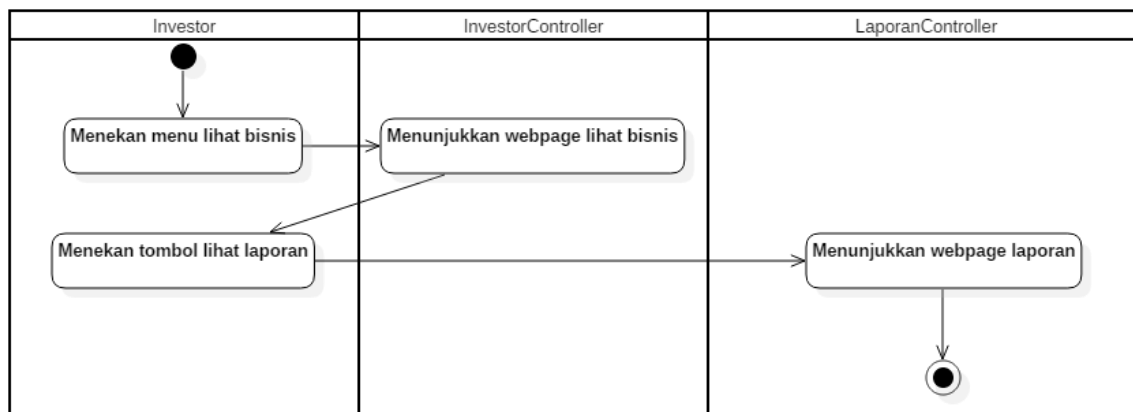 Investor
InvestorController
LaporanController
Menekan menu lihat bisnis
Menunjukkan webpage lihat bisnis
Menekan tombol lihat laporan
Menunjukkan webpage laporan